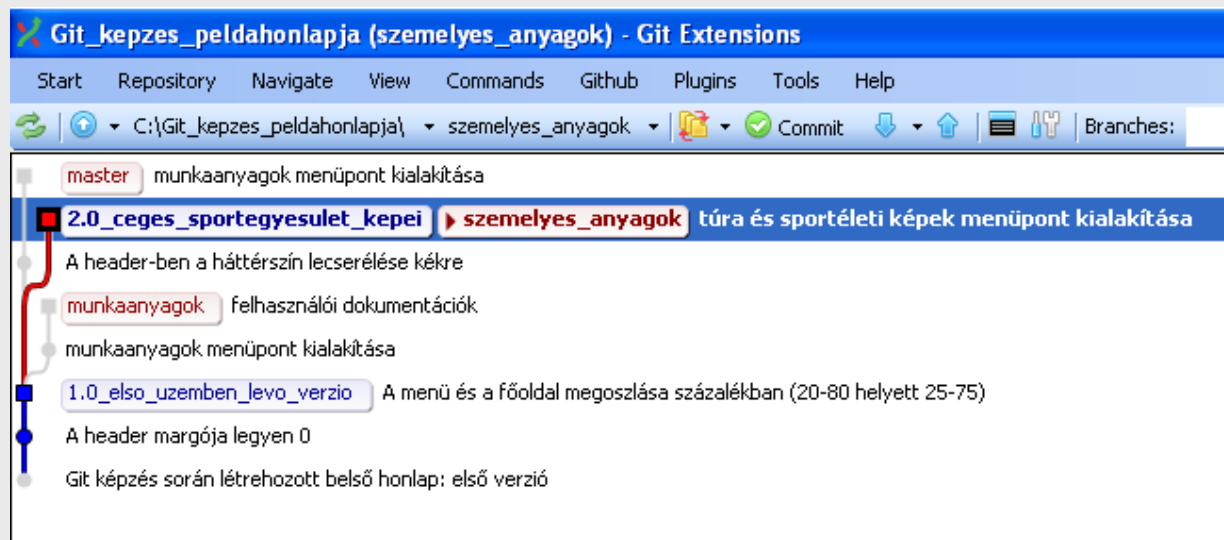 Git_kepzes_peldahonlapja (szemelyes_anyagok) - Git Extensions
Start Repository Navigate View Commands Github Plugins Tools Help
C:\Git_kepzes_peldahonlapja\ szemelyes_anyagok Commit Branches:
master munkaanyagok menüpont kialakítása
2.0_ceges_sportegyesulet_kepei szemelyes_anyagok túra és sportéleti képek menüpont kialakítása
A header-ben a háttérszín lecserélése kékre
munkaanyagok felhasználói dokumentációk
munkaanyagok menüpont kialakítása
1.0_elso_uzemben_levo_verzio A menü és a főoldal megoszlása százalékban (20-80 helyett 25-75)
A header margója legyen 0
Git képzés során létrehozott belső honlap: első verzió